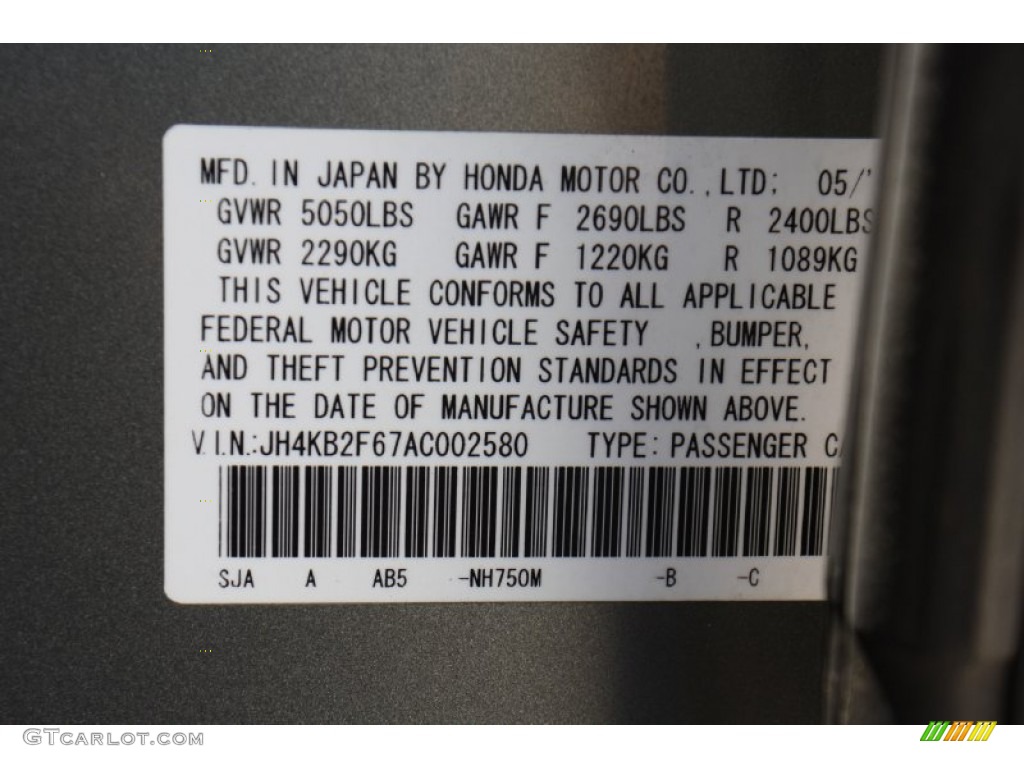 MFD. IN JAPAN BY HONDA MOTOR CO.,LTD; 05/'
GVWR 5050LBS GAWR F 2690LBS R 2400LBS
GVWR 2290KG GAWR F 1220KG R 1089KG
THIS VEHICLE CONFORMS TO ALL APPLICABLE
FEDERAL MOTOR VEHICLE SAFETY ,BUMPER,
AND THEFT PREVENTION STANDARDS IN EFFECT
ON THE DATE OF MANUFACTURE SHOWN ABOVE.
V.I.N.:JH4KB2F67AC002580 TYPE: PASSENGER
SJA A AB5 -NH750M -B -C
GTCARLOT.COM